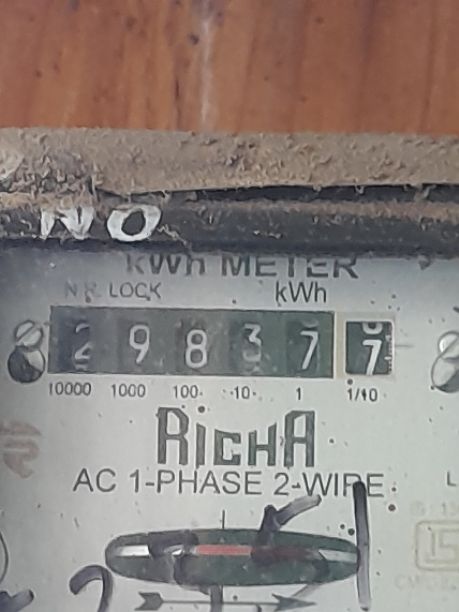 NO
kWh METER
N.R. LOCK kWh
2 9 8 3 7 7
10000 1000 100 10 1 1/10
RICHA
AC 1-PHASE 2-WIRE